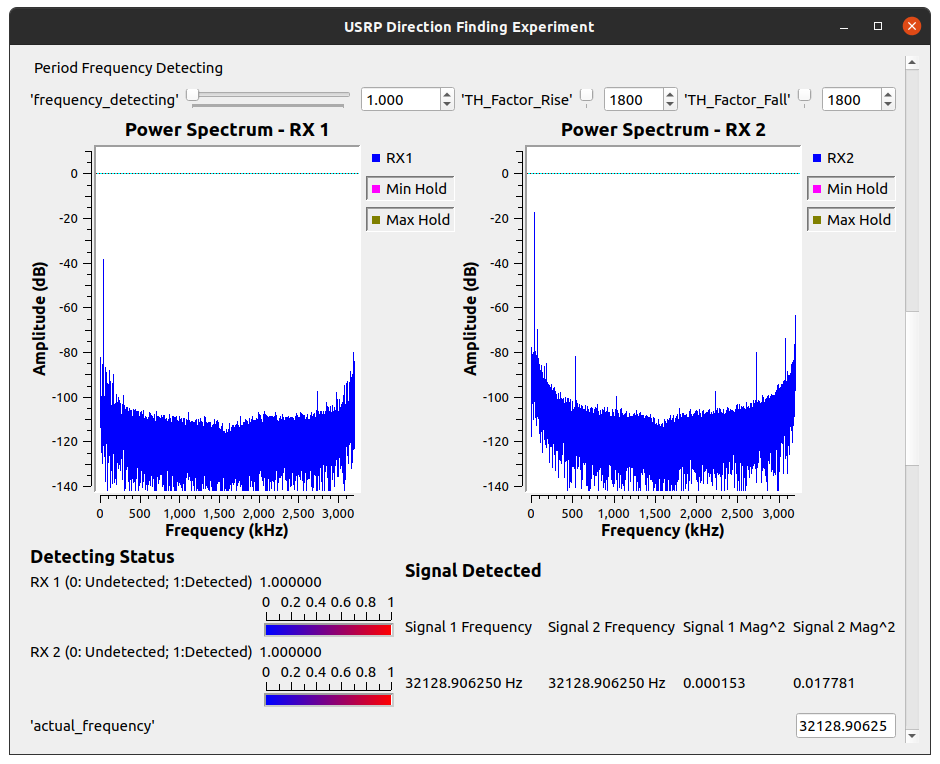 USRP Direction Finding Experiment
Period Frequency Detecting
'frequency_detecting' 1.000 'TH_Factor_Rise' 1800 'TH_Factor_Fall' 1800
Power Spectrum - RX 1
Amplitude (dB)
0
-20
-40
-60
-80
-100
-120
-140
0 500 1,000 1,500 2,000 2,500 3,000
Frequency (kHz)
RX1
Min Hold
Max Hold
Power Spectrum - RX 2
Amplitude (dB)
0
-20
-40
-60
-80
-100
-120
-140
0 500 1,000 1,500 2,000 2,500 3,000
Frequency (kHz)
RX2
Min Hold
Max Hold
Detecting Status
RX 1 (0: Undetected; 1:Detected) 1.000000
0 0.2 0.4 0.6 0.8 1
RX 2 (0: Undetected; 1:Detected) 1.000000
0 0.2 0.4 0.6 0.8 1
Signal Detected
Signal 1 Frequency Signal 2 Frequency Signal 1 Mag^2 Signal 2 Mag^2
32128.906250 Hz 32128.906250 Hz 0.000153 0.017781
'actual_frequency' 32128.90625